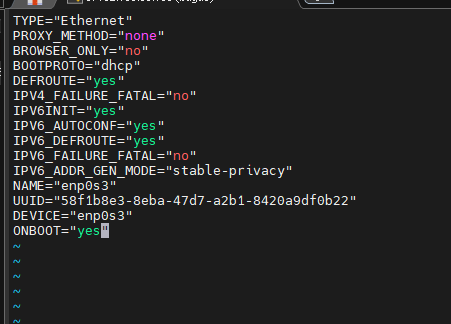 TYPE="Ethernet"
PROXY_METHOD="none"
BROWSER_ONLY="no"
BOOTPROTO="dhcp"
DEFROUTE="yes"
IPV4_FAILURE_FATAL="no"
IPV6INIT="yes"
IPV6_AUTOCONF="yes"
IPV6_DEFROUTE="yes"
IPV6_FAILURE_FATAL="no"
IPV6_ADDR_GEN_MODE="stable-privacy"
NAME="enp0s3"
UUID="58f1b8e3-8eba-47d7-a2b1-8420a9df0b22"
DEVICE="enp0s3"
ONBOOT="yes"
~
~
~
~
~